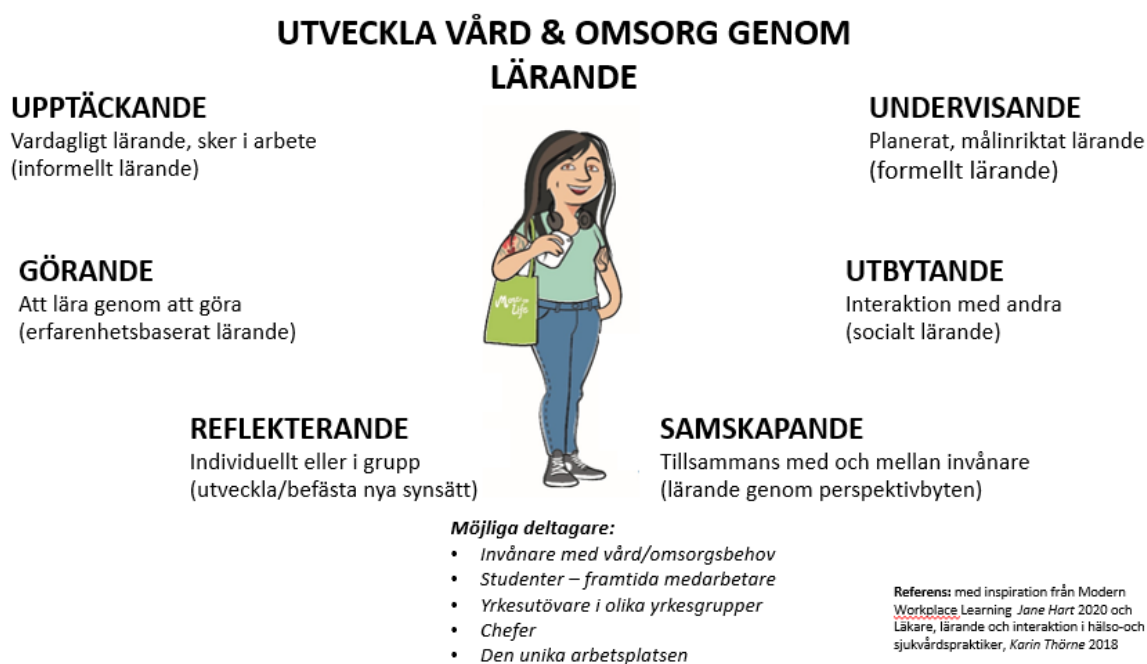 UTVECKLA VÅRD & OMSORG GENOM
LÄRANDE
UPPTÄCKANDE
Vardagligt lärande, sker i arbete
(informellt lärande)
UNDERVISANDE
Planerat, målinriktat lärande
(formellt lärande)
GÖRANDE
Att lära genom att göra
(erfarenhetsbaserat lärande)
UTBYTANDE
Interaktion med andra
(socialt lärande)
REFLEKTERANDE
Individuellt eller i grupp
(utveckla/befästa nya synsätt)
SAMSKAPANDE
Tillsammans med och mellan invånare
(lärande genom perspektivbyten)
Möjliga deltagare:
• Invånare med vård/omsorgsbehov
• Studenter – framtida medarbetare
• Yrkesutövare i olika yrkesgrupper
• Chefer
• Den unika arbetsplatsen
Referens: med inspiration från Modern
Workplace Learning Jane Hart 2020 och
Läkare, lärande och interaktion i hälso-och
sjukvårdspraktiker, Karin Thörne 2018
Life